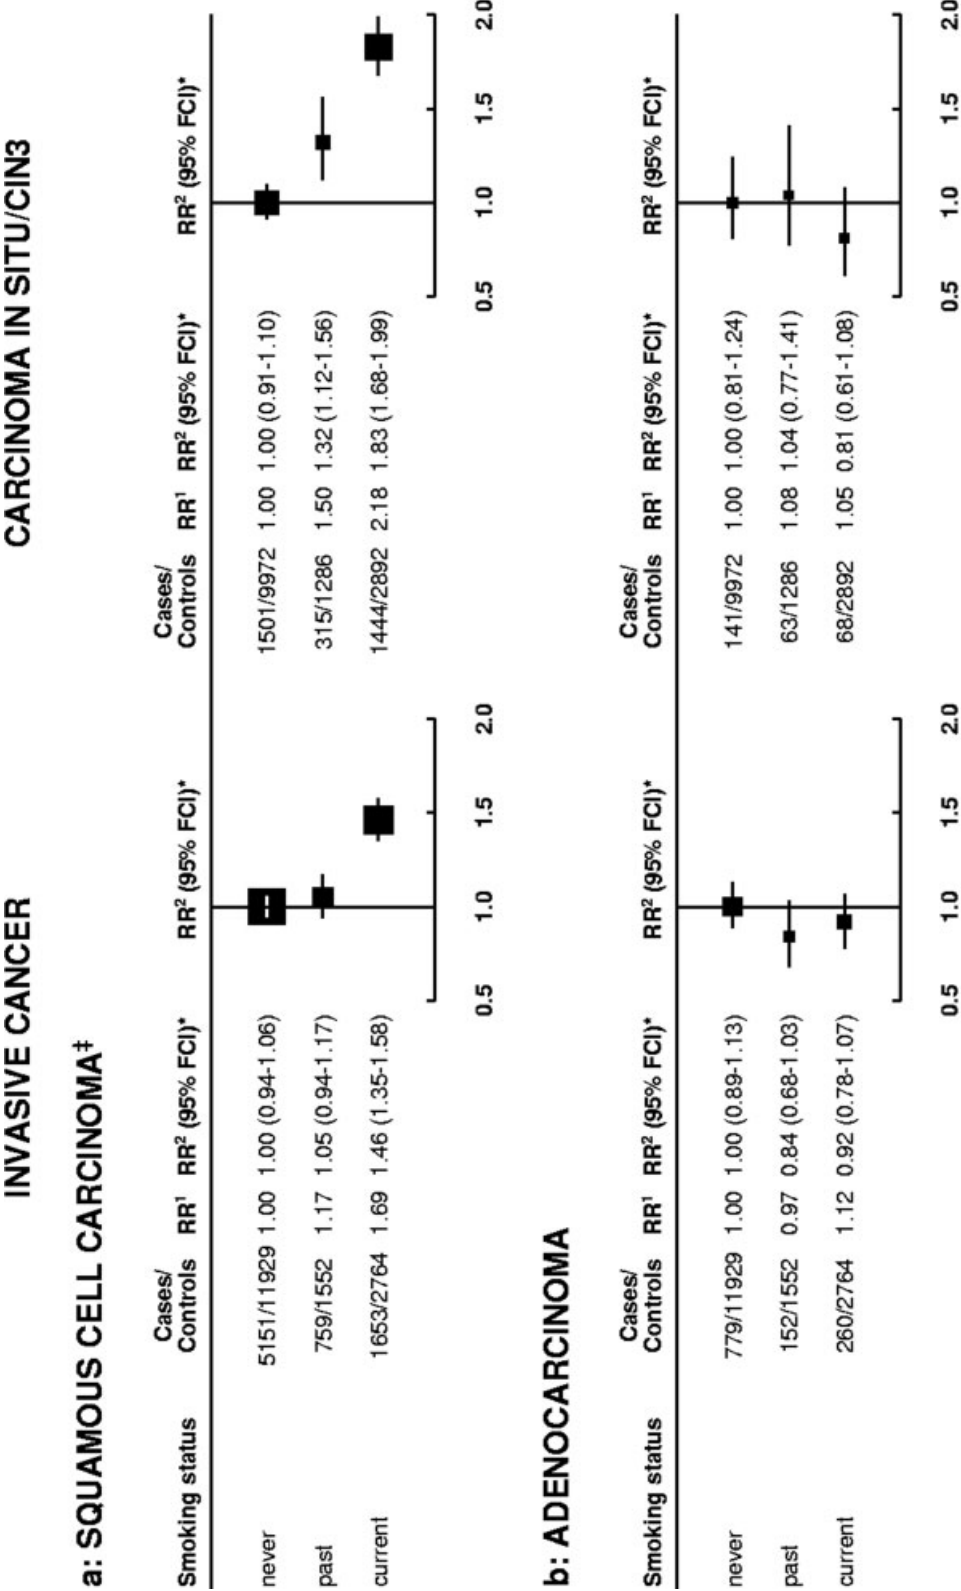 INVASIVE CANCER CARCINOMA IN SITU/CIN3
a: SQUAMOUS CELL CARCINOMA‡
Cases/ Cases/
Smoking status Controls RR¹ RR² (95% FCI)* RR² (95% FCI)* Controls RR¹ RR² (95% FCI)* RR² (95% FCI)*
never 5151/11929 1.00 1.00 (0.94-1.06) 1501/9972 1.00 1.00 (0.91-1.10)
past 759/1552 1.17 1.05 (0.94-1.17) 315/1286 1.50 1.32 (1.12-1.56)
current 1653/2764 1.69 1.46 (1.35-1.58) 1444/2892 2.18 1.83 (1.68-1.99)
0.5 1.0 1.5 2.0 0.5 1.0 1.5 2.0
b: ADENOCARCINOMA
Cases/ Cases/
Smoking status Controls RR¹ RR² (95% FCI)* RR² (95% FCI)* Controls RR¹ RR² (95% FCI)* RR² (95% FCI)*
never 779/11929 1.00 1.00 (0.89-1.13) 141/9972 1.00 1.00 (0.81-1.24)
past 152/1552 0.97 0.84 (0.68-1.03) 63/1286 1.08 1.04 (0.77-1.41)
current 260/2764 1.12 0.92 (0.78-1.07) 68/2892 1.05 0.81 (0.61-1.08)
0.5 1.0 1.5 2.0 0.5 1.0 1.5 2.0